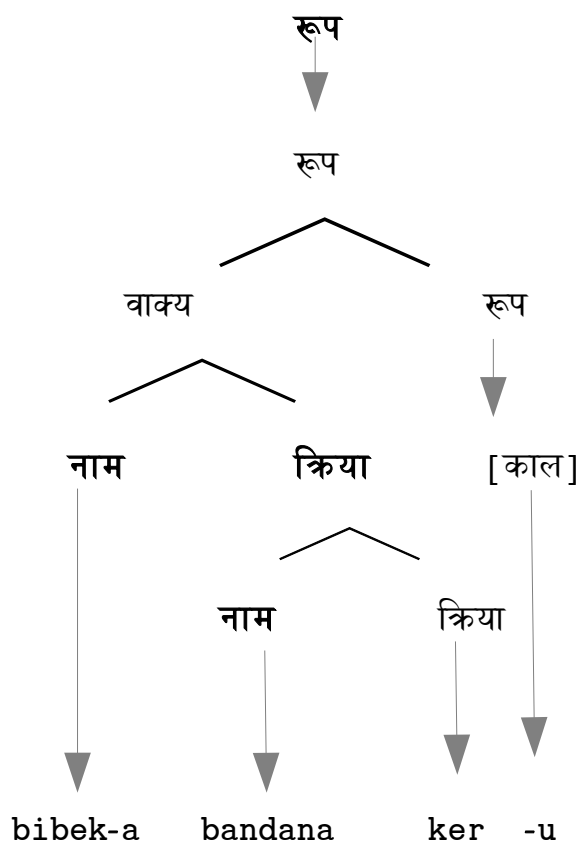 रूप
रूप
वाक्य रूप
नाम क्रिया [काल]
नाम क्रिया
bibek-a bandana ker -u